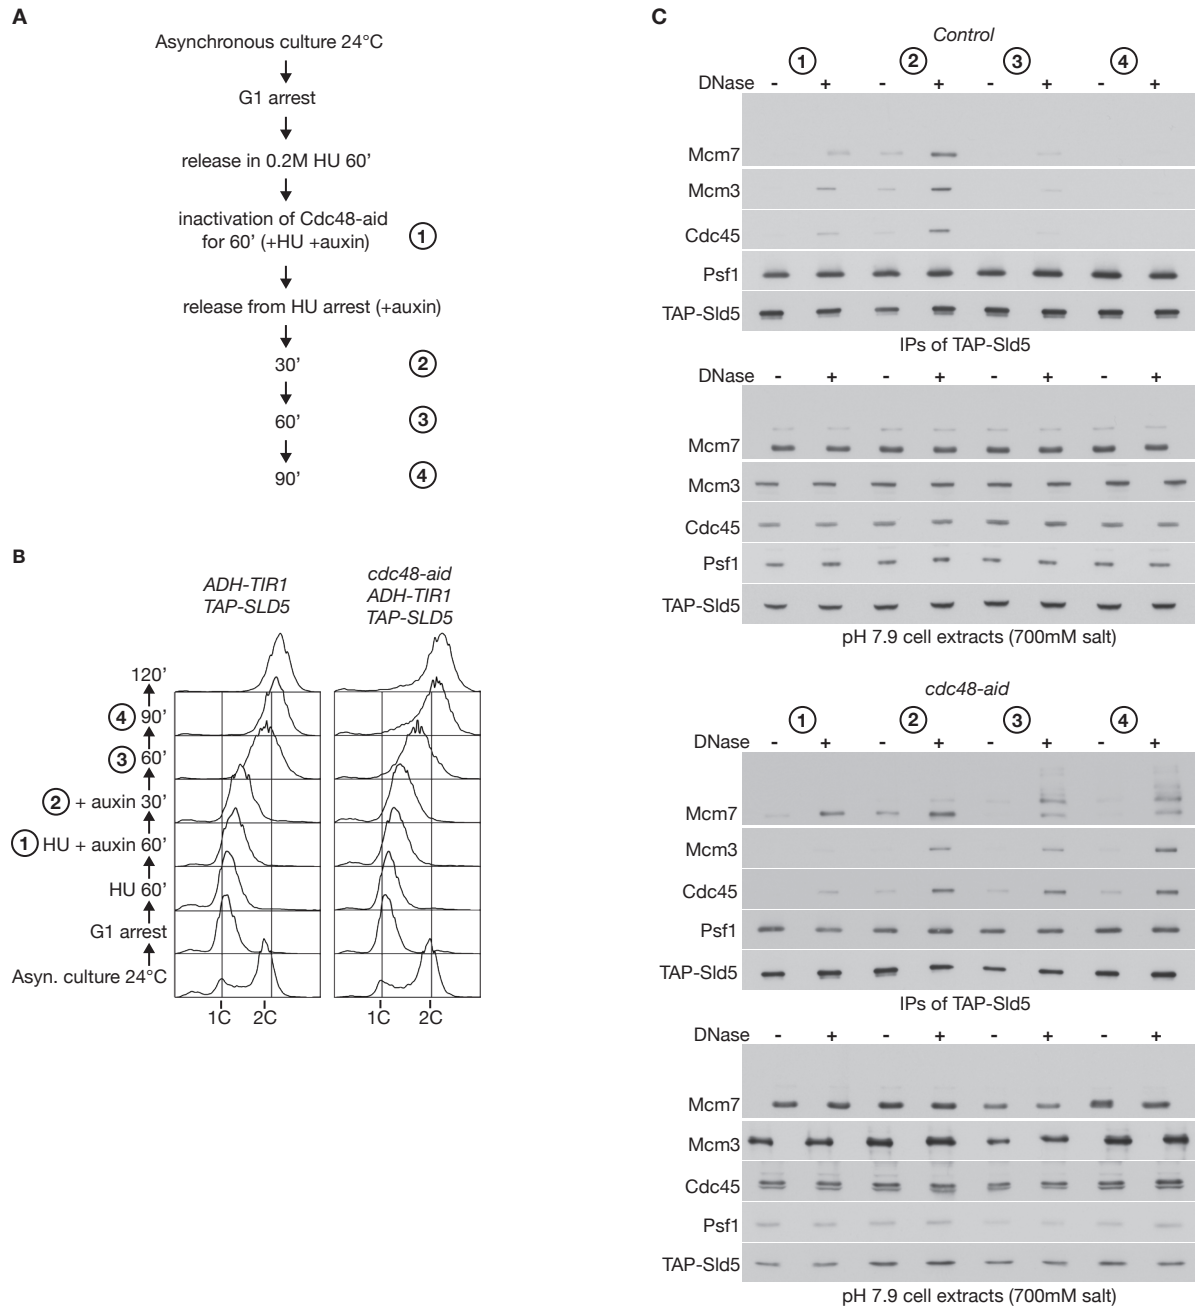 A
Asynchronous culture 24°C
G1 arrest
release in 0.2M HU 60’
inactivation of Cdc48-aid
for 60’ (+HU +auxin)
1
release from HU arrest (+auxin)
30’
2
60’
3
90’
4
B
ADH-TIR1
TAP-SLD5
cdc48-aid
ADH-TIR1
TAP-SLD5
120’
4 90’
3 60’
2 + auxin 30’
1 HU + auxin 60’
HU 60’
G1 arrest
Asyn. culture 24°C
1C 2C 1C 2C
C
Control
1 2 3 4
DNase - + - + - + - +
Mcm7
Mcm3
Cdc45
Psf1
TAP-Sld5
IPs of TAP-Sld5
DNase - + - + - + - +
Mcm7
Mcm3
Cdc45
Psf1
TAP-Sld5
pH 7.9 cell extracts (700mM salt)
cdc48-aid
1 2 3 4
DNase - + - + - + - +
Mcm7
Mcm3
Cdc45
Psf1
TAP-Sld5
IPs of TAP-Sld5
DNase - + - + - + - +
Mcm7
Mcm3
Cdc45
Psf1
TAP-Sld5
pH 7.9 cell extracts (700mM salt)